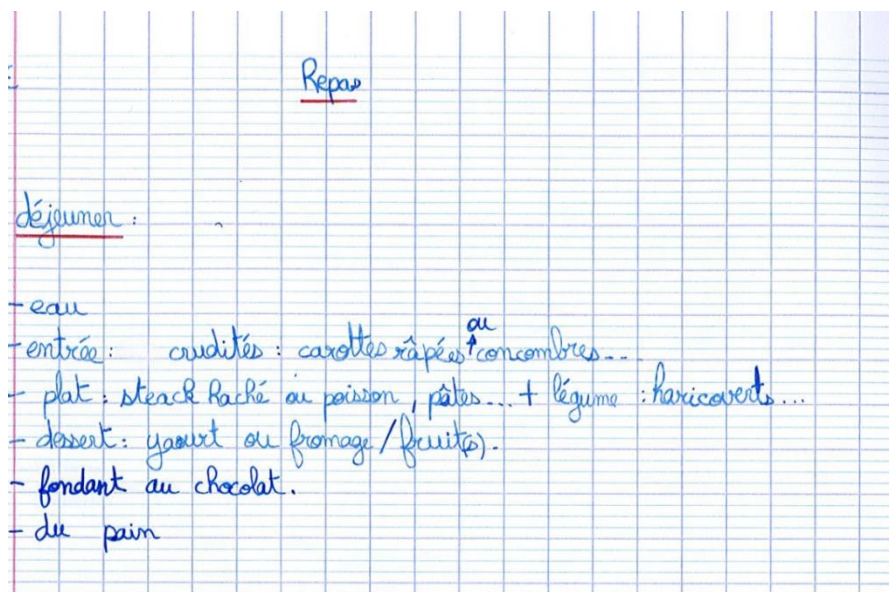 Repas
déjeuner :
- eau
- entrée : crudités : carottes râpées ou concombres...
- plat : steack haché ou poisson, pâtes... + légume : haricoverts...
- dessert : yaourt ou fromage / fruit(s).
- fondant au chocolat.
- du pain